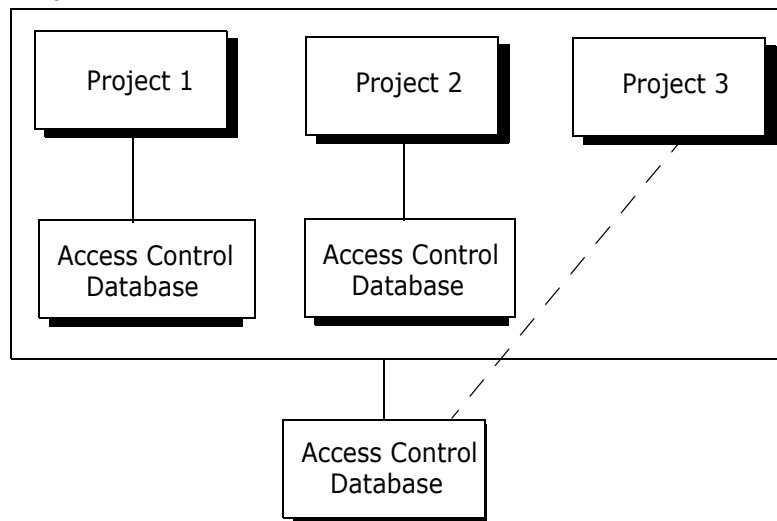 Project 1
Project 2
Project 3
Access Control
Database
Access Control
Database
Access Control
Database